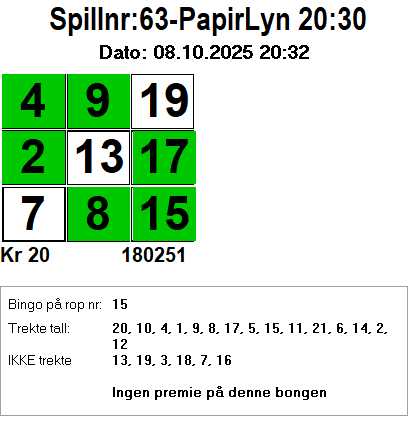 Spillnr:63-PapirLyn 20:30
Dato: 08.10.2025 20:32
4 9 19
2 13 17
7 8 15
Kr 20 180251
Bingo på rop nr: 15
Trekte tall: 20, 10, 4, 1, 9, 8, 17, 5, 15, 11, 21, 6, 14, 2,
12
IKKE trekte 13, 19, 3, 18, 7, 16
Ingen premie på denne bongen